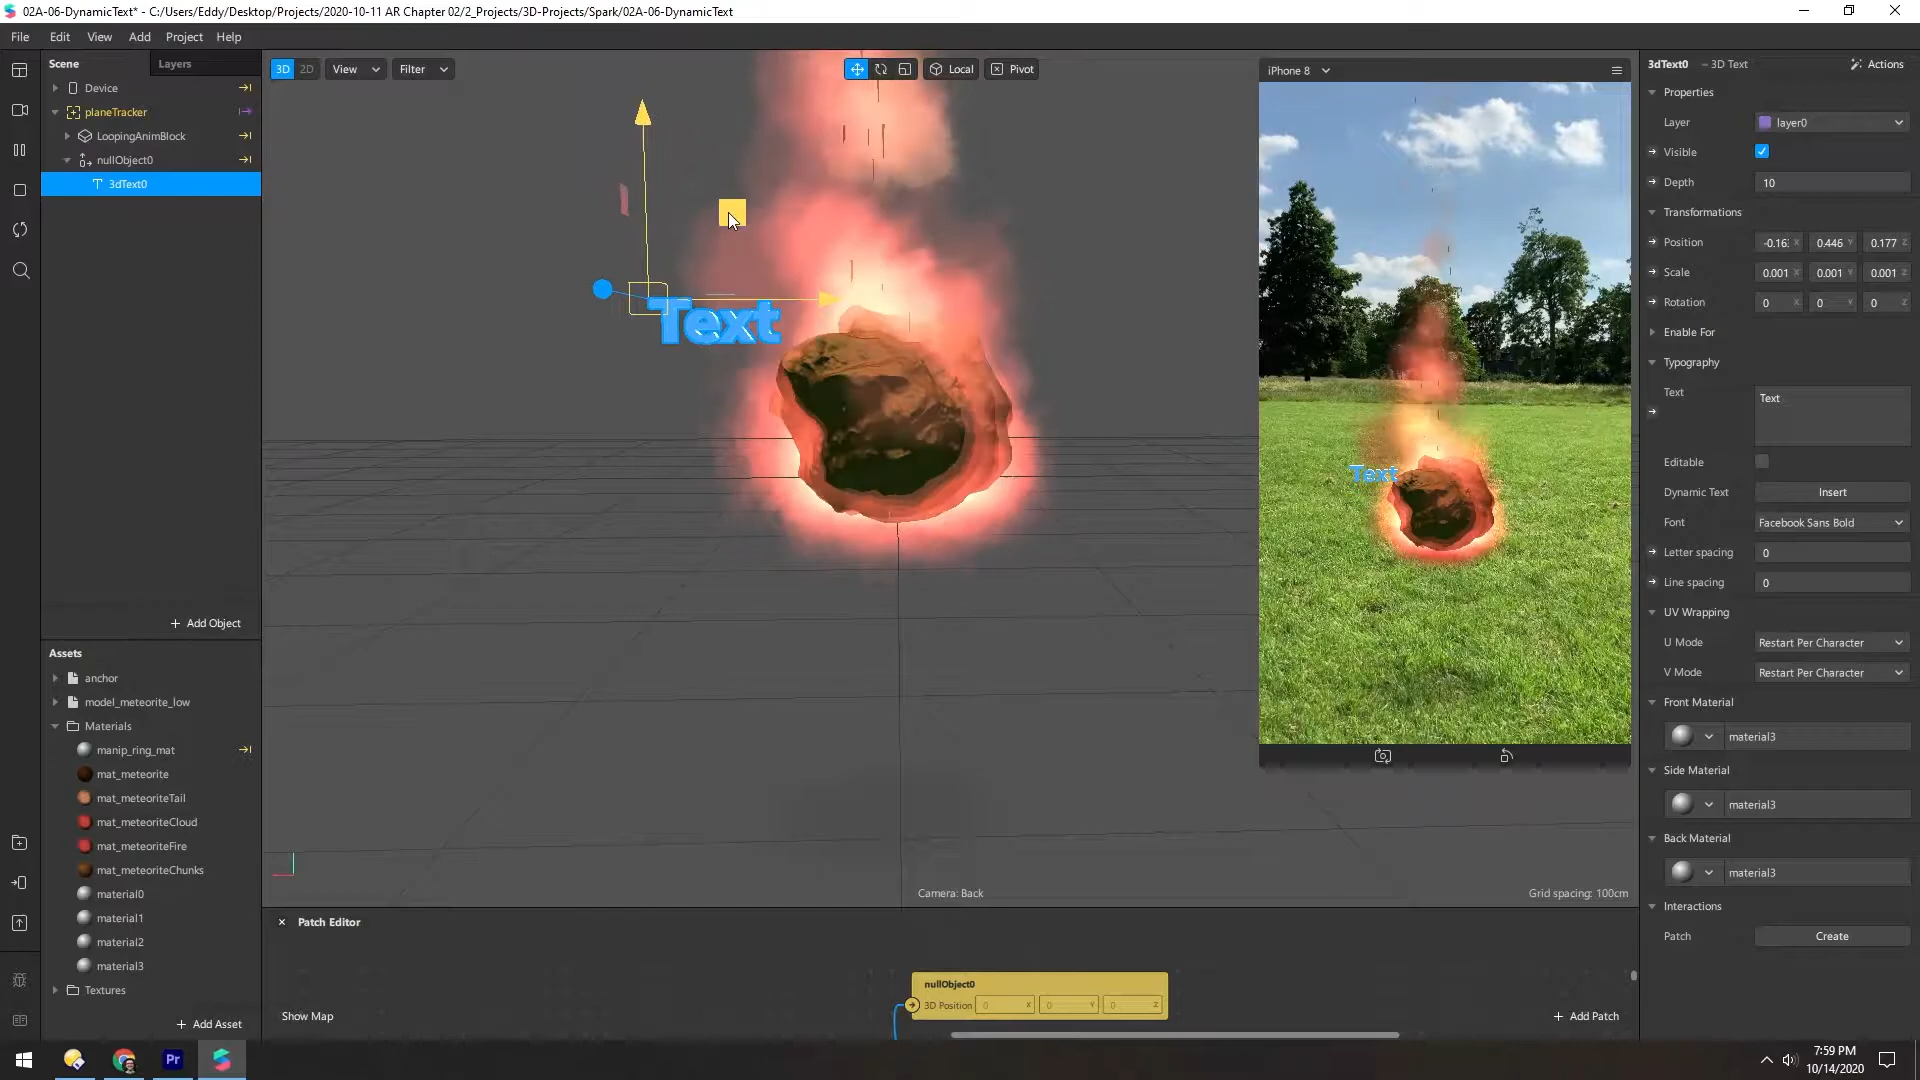 02A-06-DynamicText* - C:/Users/Eddy/Desktop/Projects/2020-10-11 AR Chapter 02/2_Projects/3D-Projects/Spark/02A-06-DynamicText
File Edit View Add Project Help
Scene Layers
Device
planeTracker
LoopingAnimBlock
nullObject0
3dText0
+ Add Object
Assets
anchor
model_meteorite_low
Materials
manip_ring_mat
mat_meteorite
mat_meteoriteTail
mat_meteoriteCloud
mat_meteoriteFire
mat_meteoriteChunks
material0
material1
material2
material3
Textures
+ Add Asset
3D 2D View Filter Local Pivot
Text
Camera: Back
Grid spacing: 100cm
iPhone 8
Text
Patch Editor
nullObject0
3D Position 0 X 0 Y 0 Z
Show Map
+ Add Patch
3dText0 – 3D Text Actions
Properties
Layer layer0
Visible
Depth 10
Transformations
Position -0.16 X 0.446 Y 0.177 Z
Scale 0.001 X 0.001 Y 0.001 Z
Rotation 0 X 0 Y 0 Z
Enable For
Typography
Text Text
Editable
Dynamic Text Insert
Font Facebook Sans Bold
Letter spacing 0
Line spacing 0
UV Wrapping
U Mode Restart Per Character
V Mode Restart Per Character
Front Material
material3
Side Material
material3
Back Material
material3
Interactions
Patch Create
Pr
7:59 PM
10/14/2020